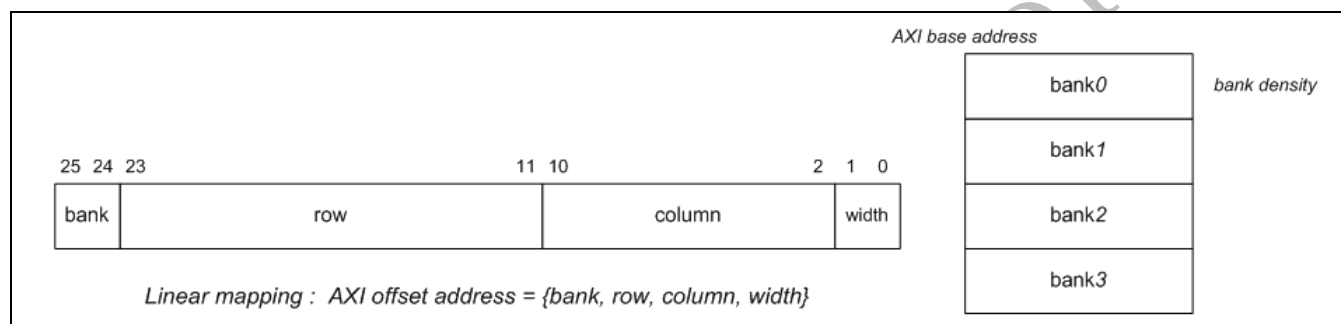 AXI base address
bank0 bank density
bank1
25 24 23 11 10 2 1 0
bank row column width
bank2
bank3
Linear mapping : AXI offset address = {bank, row, column, width}